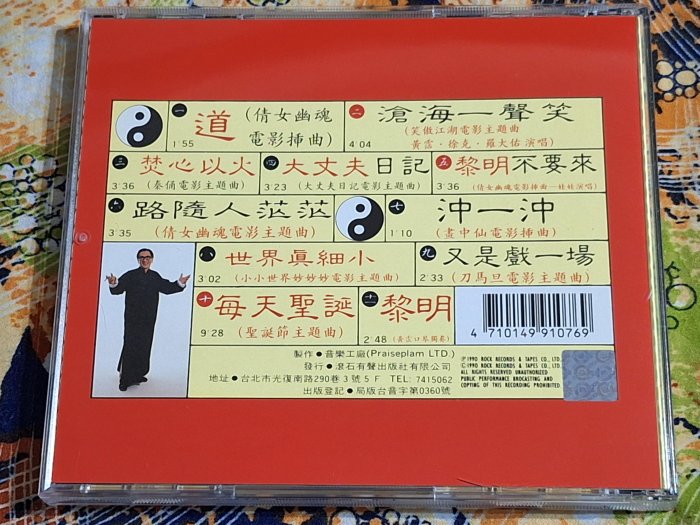 一 道 (倩女幽魂
1:55 電影挿曲)
二 滄海一聲笑
(笑傲江湖電影主題曲
4:04 黃霑·徐克·羅大佑演唱)
三 焚心以火
3:36 (秦俑電影主題曲)
四 大丈夫日記
3:23 (大丈夫日記電影主題曲)
五 黎明不要來
3:36 (倩女幽魂電影挿曲—娃娃演唱)
六 路隨人茫茫
3:35 (倩女幽魂電影主題曲)
七 沖一沖
1:10 (畫中仙電影挿曲)
八 世界眞細小
3:02 (小小世界妙妙妙電影主題曲)
九 又是戲一場
2:33 (刀馬旦電影主題曲)
十 每天聖誕
9:28 (聖誕節主題曲)
十一 黎明
2:48 (黃霑口琴獨奏)
4 710149 910769
製作●音樂工廠(Praiseplam LTD.)
發行●滾石有聲出版社有限公司
地址●台北市光復南路290巷3號5F TEL: 7415062
出版登記●局版台音字第0360號
Ⓟ1990 ROCK RECORDS & TAPES CO., LTD
Ⓒ1990 ROCK RECORDS & TAPES CO., LTD
ALL RIGHTS RESERVED UNAUTHORIZED
PUBLIC PERFORMANCE BROCASTING AND
COPYING OF THIS RECORDING PROHIBITED